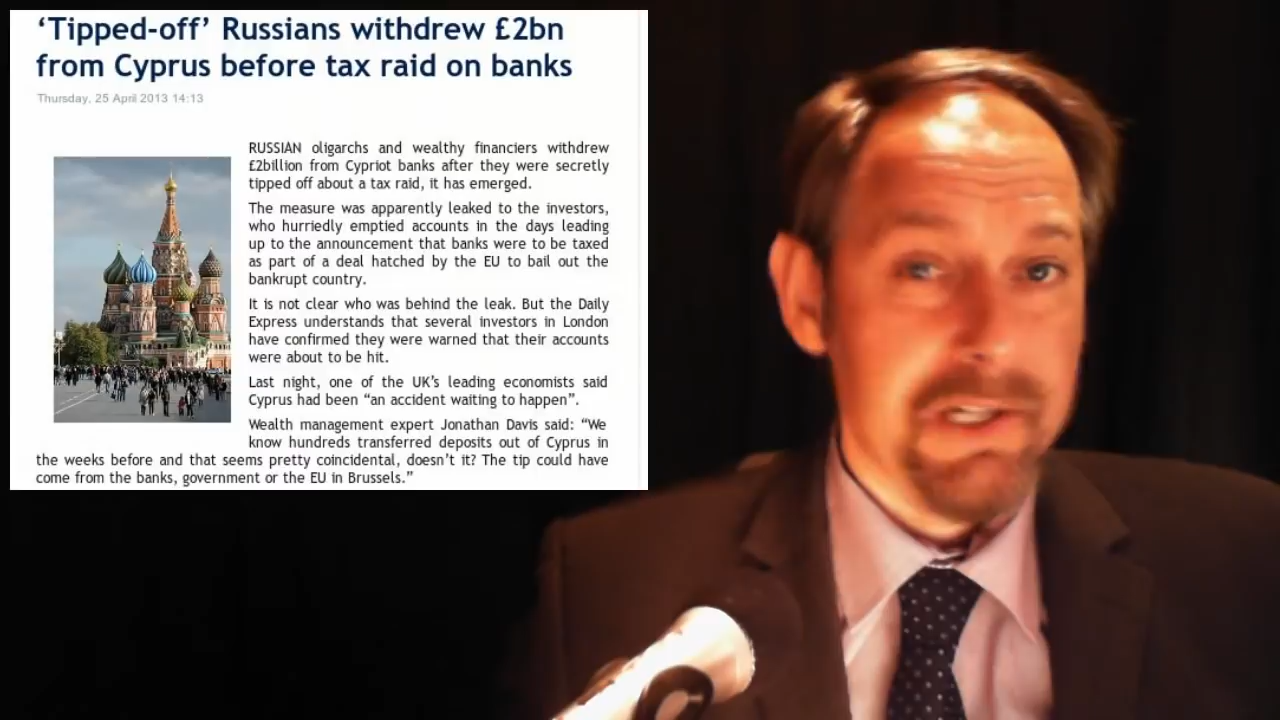 ‘Tipped-off’ Russians withdrew £2bn
from Cyprus before tax raid on banks
Thursday, 25 April 2013 14:13
RUSSIAN oligarchs and wealthy financiers withdrew
£2billion from Cypriot banks after they were secretly
tipped off about a tax raid, it has emerged.
The measure was apparently leaked to the investors,
who hurriedly emptied accounts in the days leading
up to the announcement that banks were to be taxed
as part of a deal hatched by the EU to bail out the
bankrupt country.
It is not clear who was behind the leak. But the Daily
Express understands that several investors in London
have confirmed they were warned that their accounts
were about to be hit.
Last night, one of the UK’s leading economists said
Cyprus had been “an accident waiting to happen”.
Wealth management expert Jonathan Davis said: “We
know hundreds transferred deposits out of Cyprus in
the weeks before and that seems pretty coincidental, doesn’t it? The tip could have
come from the banks, government or the EU in Brussels.”